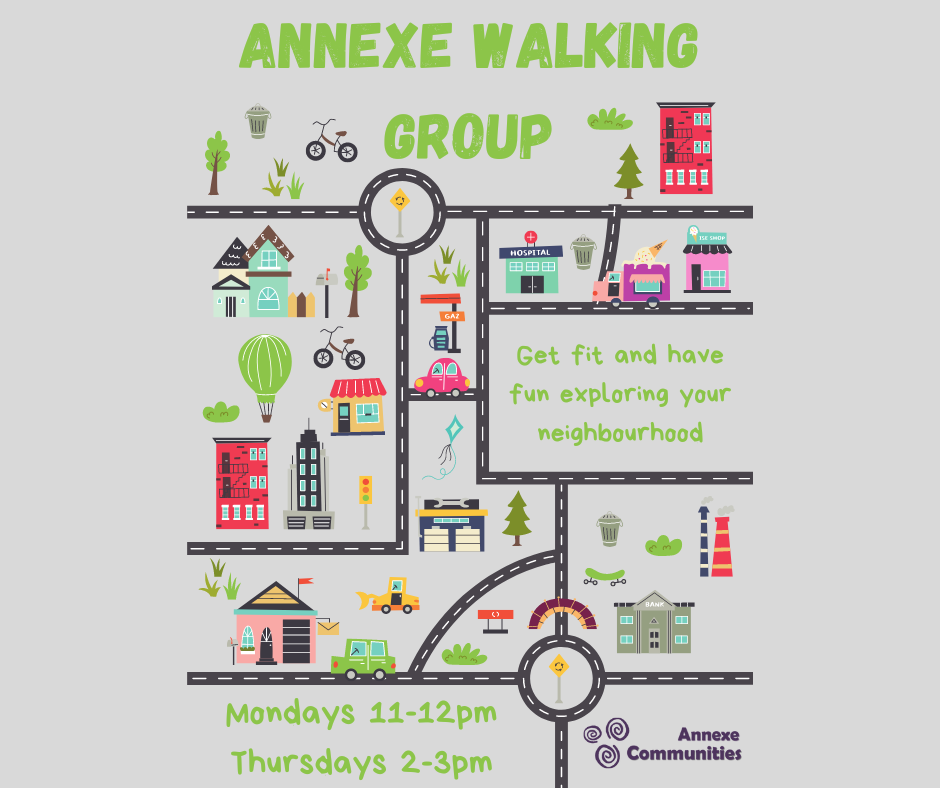 ANNEXE WALKING
GROUP
HOSPITAL
ICE SHOP
GAZ
Get fit and have
fun exploring your
neighbourhood
BANK
Mondays 11-12pm
Thursdays 2-3pm
Annexe
Communities